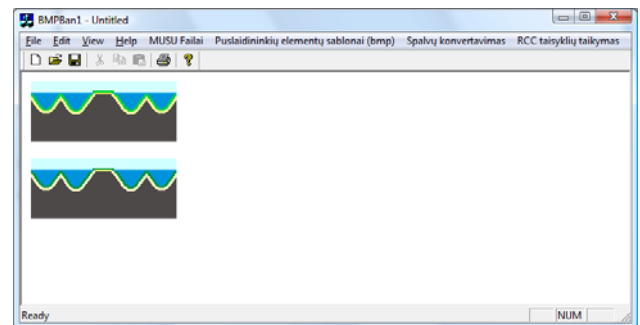 BMPBan1 - Untitled
File Edit View Help MUSU Failai Puslaidininkių elementų sablonai (bmp) Spalvų konvertavimas RCC taisyklių taikymas
Ready NUM